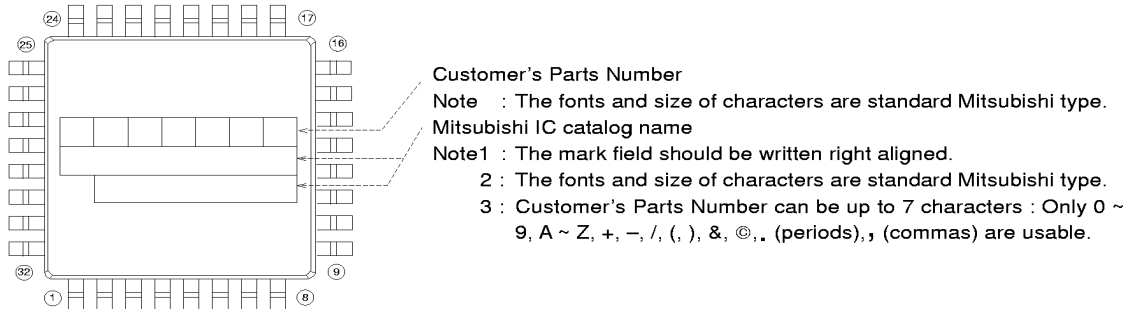 24
17
25
16
Customer's Parts Number
Note : The fonts and size of characters are standard Mitsubishi type.
Mitsubishi IC catalog name
Note1 : The mark field should be written right aligned.
2 : The fonts and size of characters are standard Mitsubishi type.
3 : Customer's Parts Number can be up to 7 characters : Only 0 ~
9, A ~ Z, +, –, /, (, ), &, ©,. (periods),, (commas) are usable.
32
9
1
8